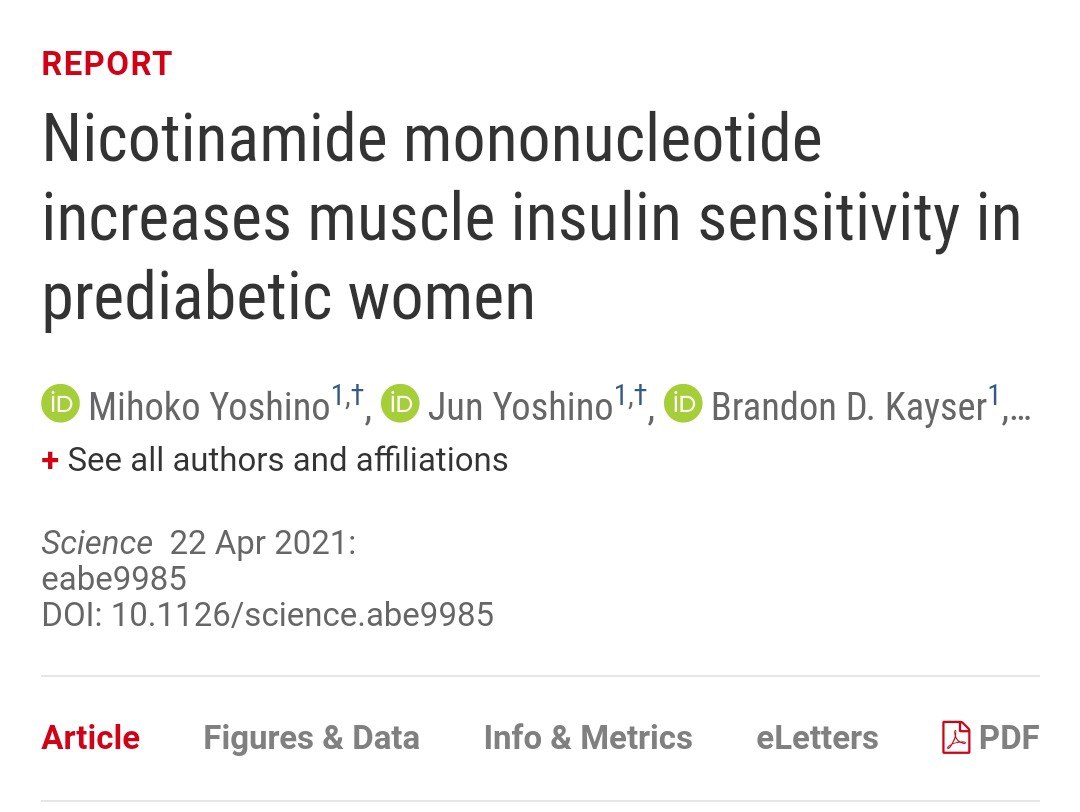 REPORT
Nicotinamide mononucleotide
increases muscle insulin sensitivity in
prediabetic women
iD Mihoko Yoshino1,†, iD Jun Yoshino1,†, iD Brandon D. Kayser1,...
+ See all authors and affiliations
Science 22 Apr 2021:
eabe9985
DOI: 10.1126/science.abe9985
Article Figures & Data Info & Metrics eLetters PDF